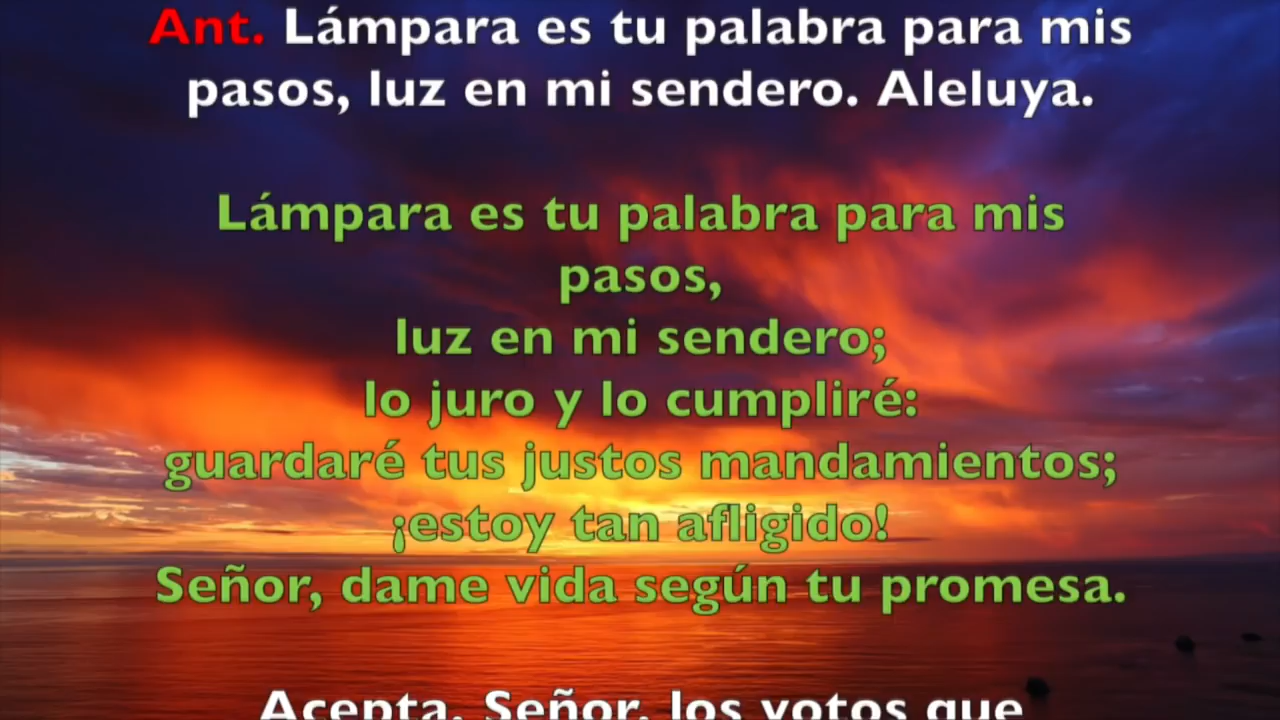 Ant. Lámpara es tu palabra para mis
pasos, luz en mi sendero. Aleluya.
Lámpara es tu palabra para mis
pasos,
luz en mi sendero;
lo juro y lo cumpliré:
guardaré tus justos mandamientos;
¡estoy tan afligido!
Señor, dame vida según tu promesa.
Acepta, Señor, los votos que